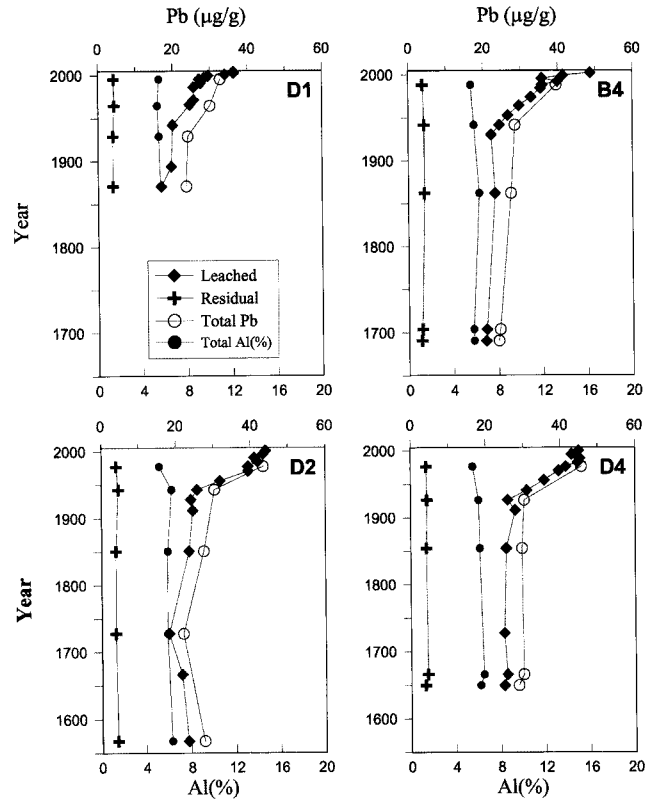 Pb (µg/g) Pb (µg/g)
0 20 40 60 0 20 40 60
2000 D1 2000 B4
1900 1900
Year
1800 1800
Leached
Residual
Total Pb
Total Al(%)
1700 1700
0 4 8 12 16 20 0 4 8 12 16 20
0 20 40 60 0 20 40 60
2000 D2 2000 D4
1900 1900
Year
1800 1800
1700 1700
1600 1600
0 4 8 12 16 20 0 4 8 12 16 20
Al(%) Al(%)